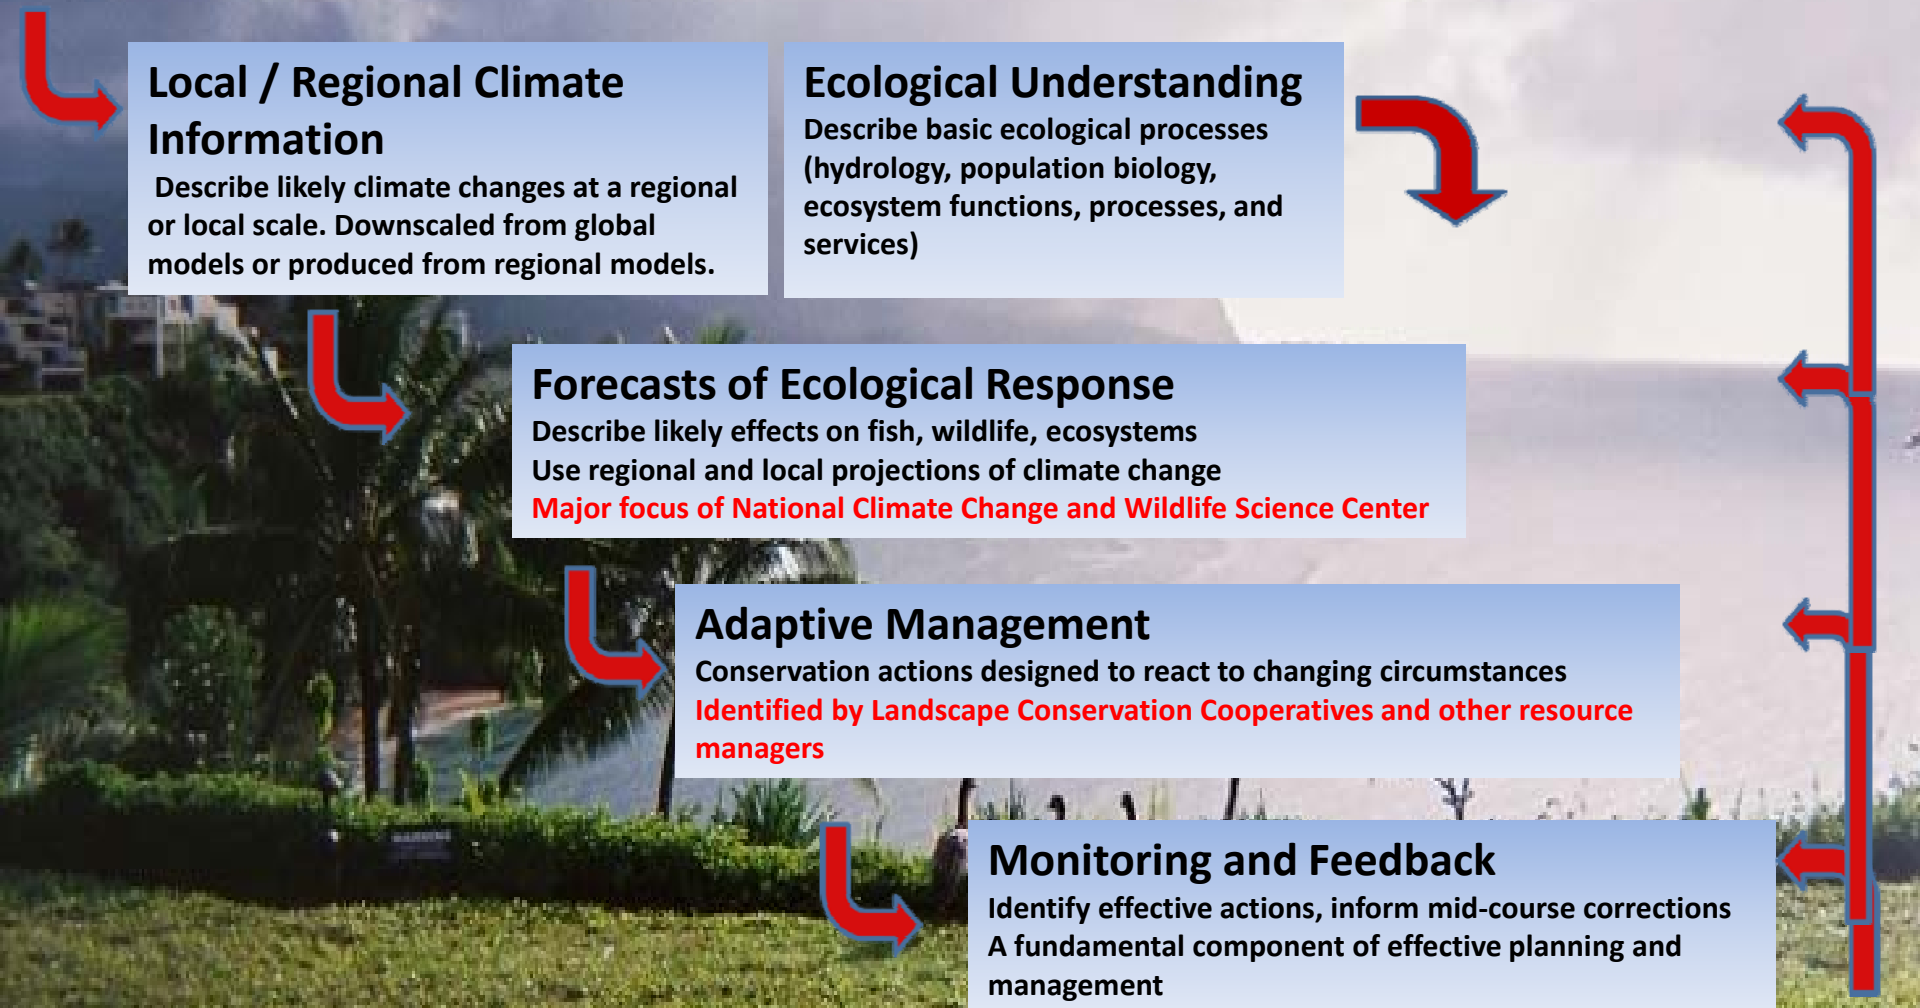 Local / Regional Climate
Information
Describe likely climate changes at a regional
or local scale. Downscaled from global
models or produced from regional models.
Ecological Understanding
Describe basic ecological processes
(hydrology, population biology,
ecosystem functions, processes, and
services)
Forecasts of Ecological Response
Describe likely effects on fish, wildlife, ecosystems
Use regional and local projections of climate change
Major focus of National Climate Change and Wildlife Science Center
Adaptive Management
Conservation actions designed to react to changing circumstances
Identified by Landscape Conservation Cooperatives and other resource
managers
Monitoring and Feedback
Identify effective actions, inform mid-course corrections
A fundamental component of effective planning and
management